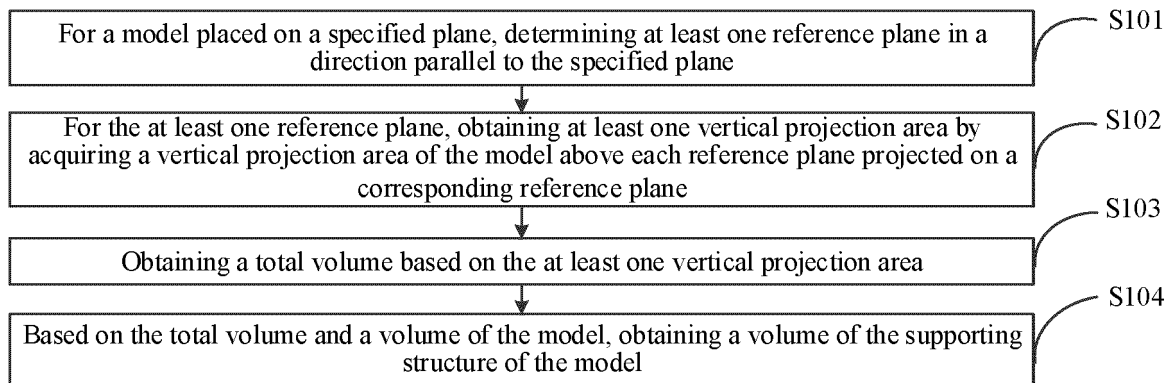 For a model placed on a specified plane, determining at least one reference plane in a
direction parallel to the specified plane
S101
For the at least one reference plane, obtaining at least one vertical projection area by
acquiring a vertical projection area of the model above each reference plane projected on a
corresponding reference plane
S102
Obtaining a total volume based on the at least one vertical projection area
S103
Based on the total volume and a volume of the model, obtaining a volume of the supporting
structure of the model
S104